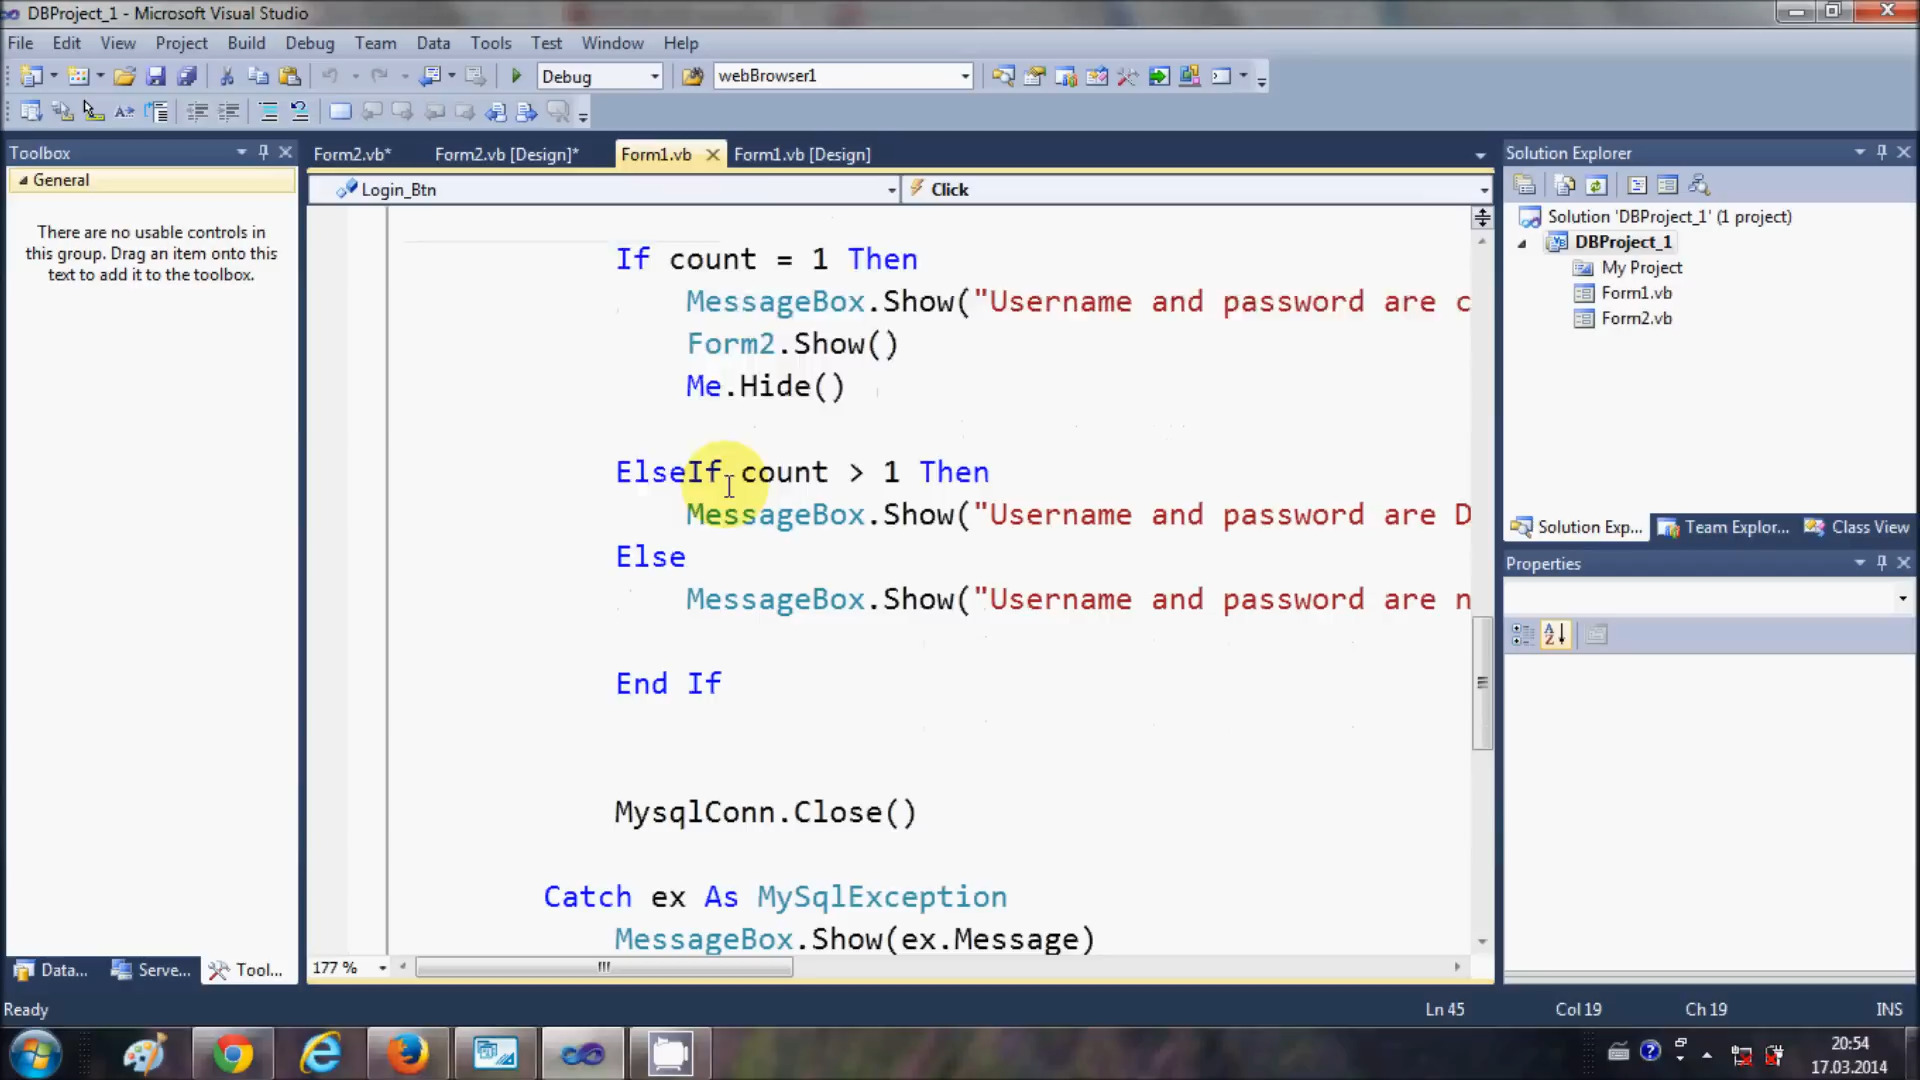 DBProject_1 - Microsoft Visual Studio
File Edit View Project Build Debug Team Data Tools Test Window Help
Debug webBrowser1
Toolbox
General
There are no usable controls in
this group. Drag an item onto this
text to add it to the toolbox.
Data... Serve... Tool...
Form2.vb* Form2.vb [Design]* Form1.vb Form1.vb [Design]
Login_Btn Click
If count = 1 Then
MessageBox.Show("Username and password are c
Form2.Show()
Me.Hide()
ElseIf count > 1 Then
MessageBox.Show("Username and password are D
Else
MessageBox.Show("Username and password are n
End If
MysqlConn.Close()
Catch ex As MySqlException
MessageBox.Show(ex.Message)
177 %
Solution Explorer
Solution 'DBProject_1' (1 project)
DBProject_1
My Project
Form1.vb
Form2.vb
Solution Exp... Team Explor... Class View
Properties
Ready Ln 45 Col 19 Ch 19 INS
20:54
17.03.2014